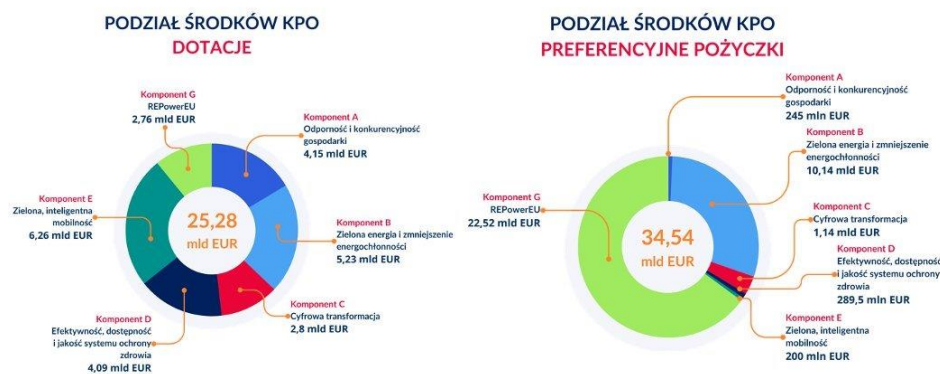 PODZIAŁ ŚRODKÓW KPO
DOTACJE
Komponent G
REPowerEU
2,76 mld EUR
Komponent A
Odporność i konkurencyjność
gospodarki
4,15 mld EUR
Komponent E
Zielona, inteligentna
mobilność
6,26 mld EUR
25,28
mld EUR
Komponent B
Zielona energia i zmniejszenie
energochłonności
5,23 mld EUR
Komponent D
Efektywność, dostępność
i jakość systemu ochrony
zdrowia
4,09 mld EUR
Komponent C
Cyfrowa transformacja
2,8 mld EUR
PODZIAŁ ŚRODKÓW KPO
PREFERENCYJNE POŻYCZKI
Komponent A
Odporność i konkurencyjność
gospodarki
245 mln EUR
Komponent B
Zielona energia i zmniejszenie
energochłonności
10,14 mld EUR
Komponent G
REPowerEU
22,52 mld EUR
34,54
mld EUR
Komponent C
Cyfrowa transformacja
1,14 mld EUR
Komponent D
Efektywność, dostępność
i jakość systemu ochrony
zdrowia
289,5 mln EUR
Komponent E
Zielona, inteligentna
mobilność
200 mln EUR